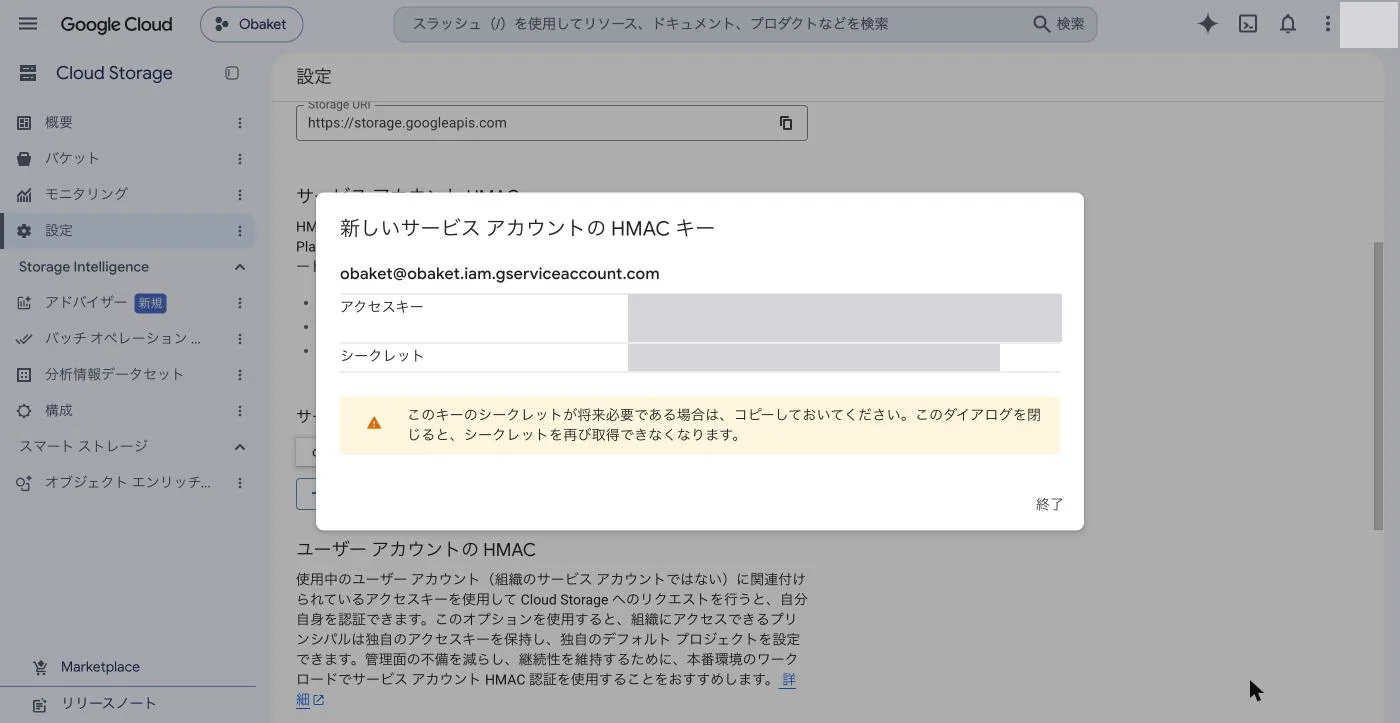 Google Cloud
Obaket
スラッシュ（/）を使用してリソース、ドキュメント、プロダクトなどを検索
検索
Cloud Storage
概要
バケット
モニタリング
設定
Storage Intelligence
アドバイザー 新規
バッチ オペレーション ...
分析情報データセット
構成
スマート ストレージ
オブジェクト エンリッチ...
Marketplace
リリースノート
設定
Storage URI
https://storage.googleapis.com
サービス アカウント HMAC
HM
Pla
新しいサービス アカウントの HMAC キー
obaket@obaket.iam.gserviceaccount.com
アクセスキー
シークレット
このキーのシークレットが将来必要である場合は、コピーしておいてください。このダイアログを閉
じると、シークレットを再び取得できなくなります。
終了
ユーザー アカウントの HMAC
使用中のユーザー アカウント（組織のサービス アカウントではない）に関連付け
られているアクセスキーを使用して Cloud Storage へのリクエストを行うと、自分
自身を認証できます。このオプションを使用すると、組織にアクセスできるプリ
ンシパルは独自のアクセスキーを保持し、独自のデフォルト プロジェクトを設定
できます。管理面の不備を減らし、継続性を維持するために、本番環境のワーク
ロードでサービス アカウント HMAC 認証を使用することをおすすめします。詳
細